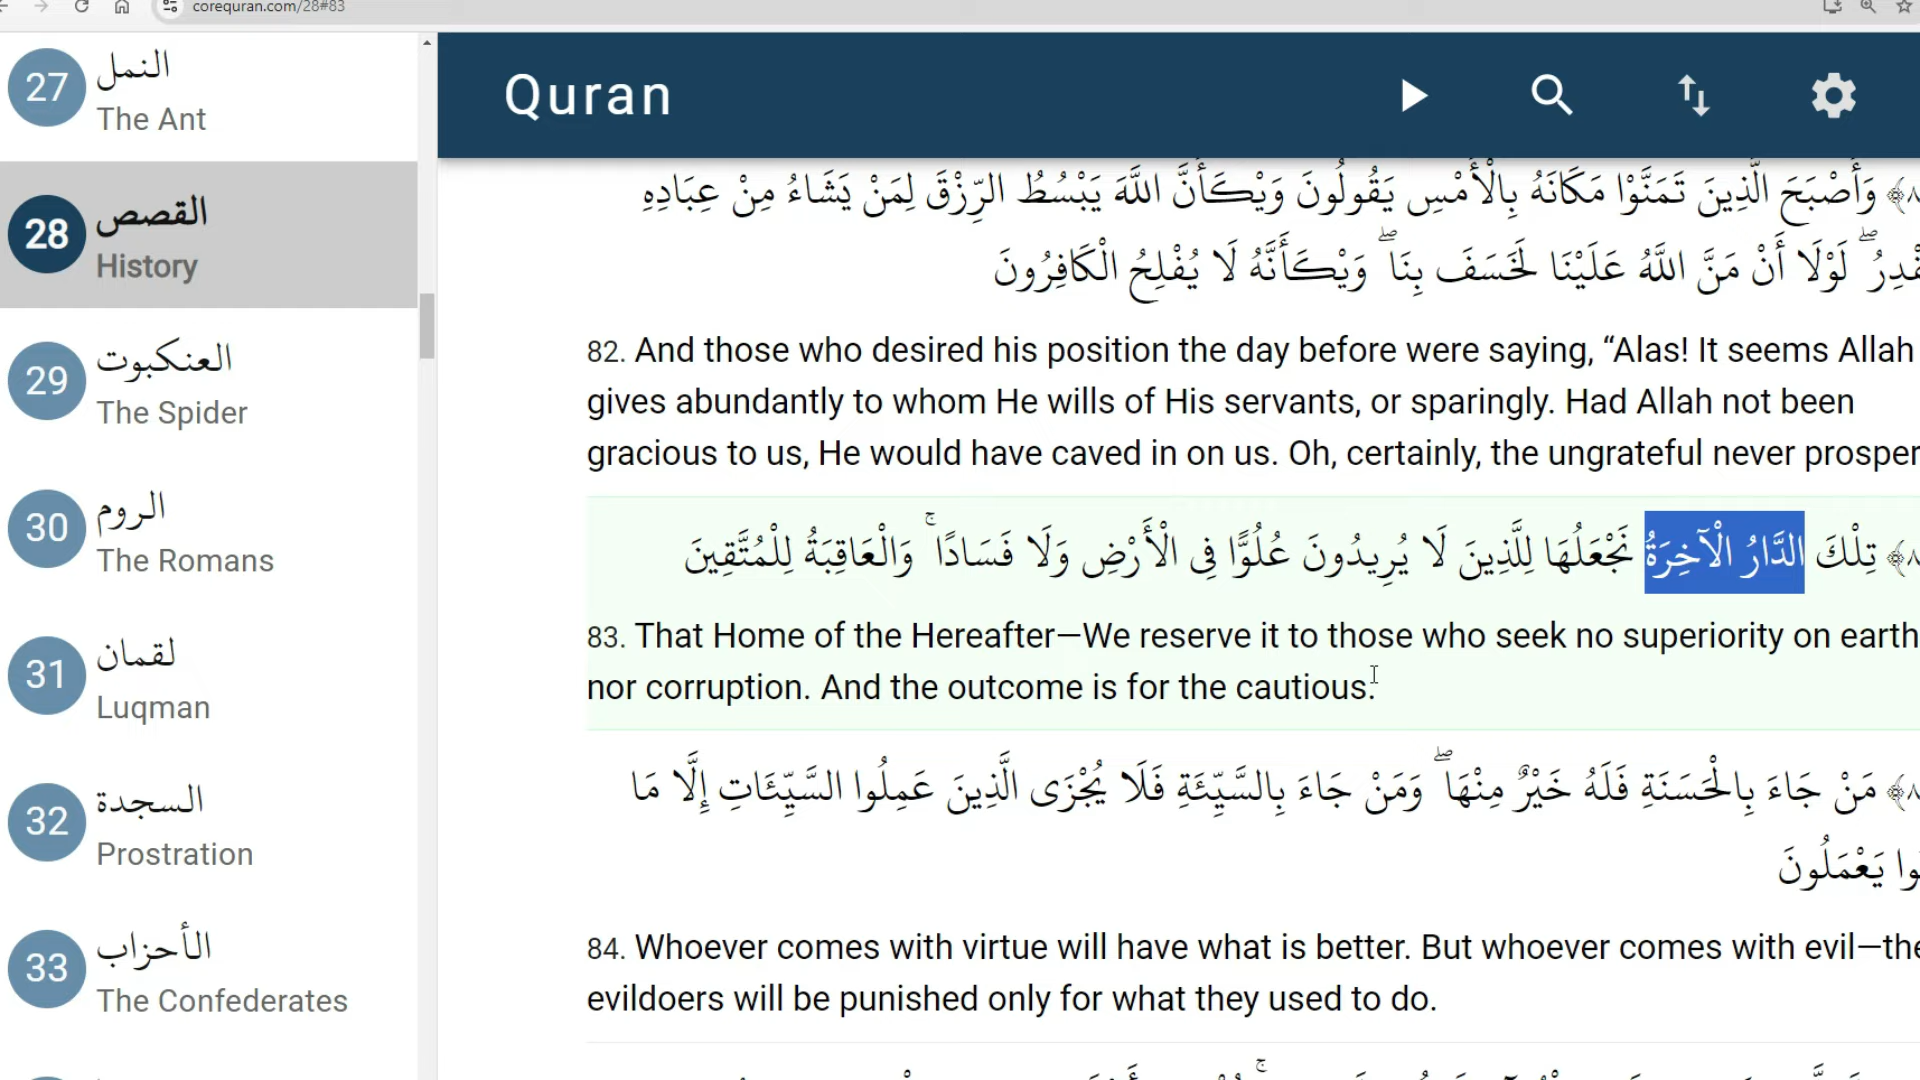 corequran.com/28#83
27
النمل
The Ant
28
القصص
History
29
العنكبوت
The Spider
30
الروم
The Romans
31
لقمان
Luqman
32
السجدة
Prostration
33
الأحزاب
The Confederates
Quran
وَأَصْبَحَ الَّذِينَ تَمَنَّوْا مَكَانَهُ بِالْأَمْسِ يَقُولُونَ وَيْكَأَنَّ اللَّهَ يَبْسُطُ الرِّزْقَ لِمَنْ يَشَاءُ مِنْ عِبَادِهِ
لَوْلَا أَنْ مَنَّ اللَّهُ عَلَيْنَا لَخَسَفَ بِنَا ۖ وَيْكَأَنَّهُ لَا يُفْلِحُ الْكَافِرُونَ
82. And those who desired his position the day before were saying, “Alas! It seems Allah
gives abundantly to whom He wills of His servants, or sparingly. Had Allah not been
gracious to us, He would have caved in on us. Oh, certainly, the ungrateful never prosper
تِلْكَ الدَّارُ الْآخِرَةُ نَجْعَلُهَا لِلَّذِينَ لَا يُرِيدُونَ عُلُوًّا فِي الْأَرْضِ وَلَا فَسَادًا ۚ وَالْعَاقِبَةُ لِلْمُتَّقِينَ
83. That Home of the Hereafter—We reserve it to those who seek no superiority on earth
nor corruption. And the outcome is for the cautious.
مَنْ جَاءَ بِالْحَسَنَةِ فَلَهُ خَيْرٌ مِنْهَا ۖ وَمَنْ جَاءَ بِالسَّيِّئَةِ فَلَا يُجْزَى الَّذِينَ عَمِلُوا السَّيِّئَاتِ إِلَّا مَا
يَعْمَلُونَ
84. Whoever comes with virtue will have what is better. But whoever comes with evil—the
evildoers will be punished only for what they used to do.